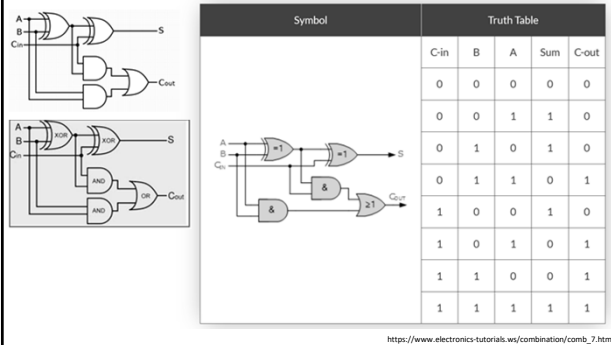 A
B
Cin
S
Cout
A
B
Cin
XOR
XOR
AND
AND
OR
S
Cout
Symbol
A
B
Cin
=1
=1
&
&
≥1
S
COUT
Truth Table
C-in B A Sum C-out
0 0 0 0 0
0 0 1 1 0
0 1 0 1 0
0 1 1 0 1
1 0 0 1 0
1 0 1 0 1
1 1 0 0 1
1 1 1 1 1
https://www.electronics-tutorials.ws/combination/comb_7.htm